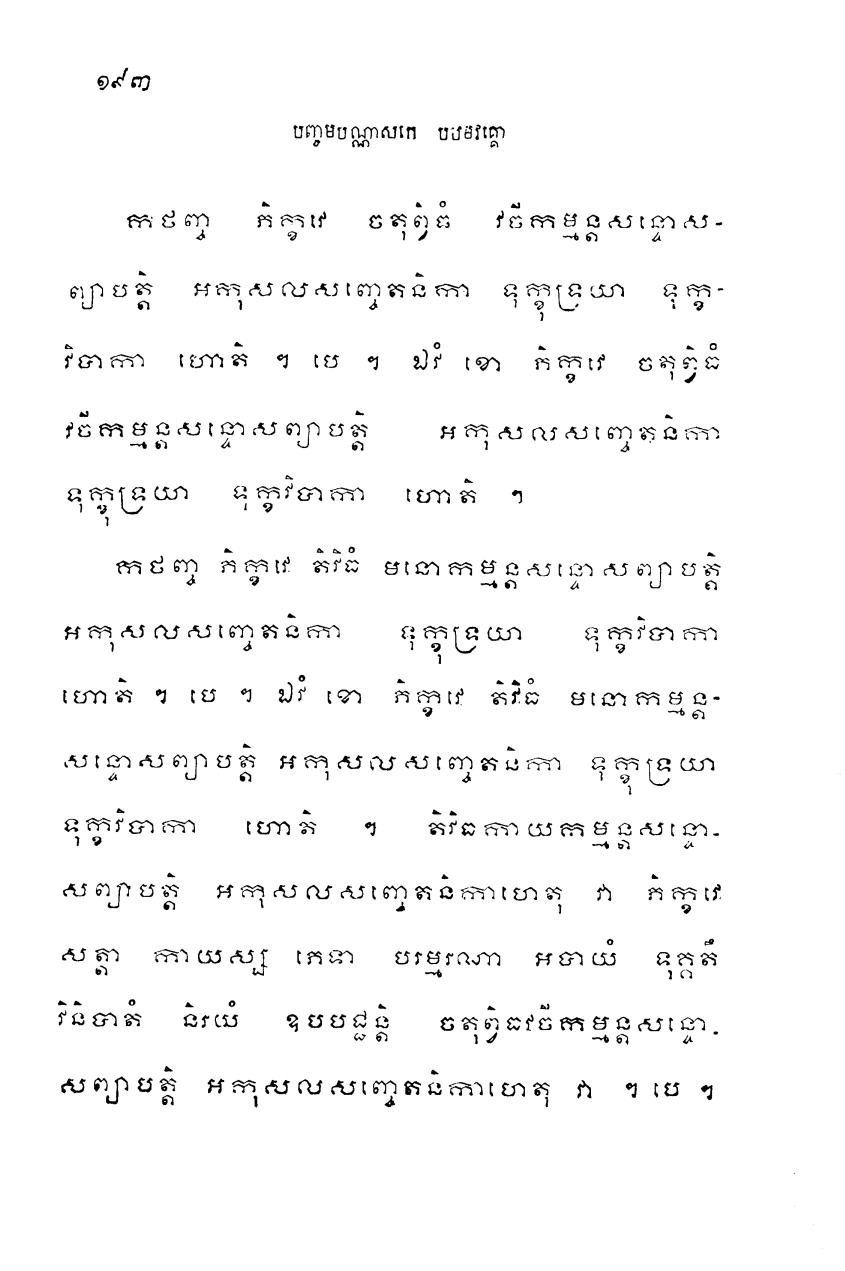 ១៩៣
បញ្ចមបណ្ណាសកេ បឋមវគ្គោ
កថញ្ច ភិក្ខវេ ចតុព្វិធំ វចីកម្មន្តសន្ទោស-
ព្យាបត្តិ អកុសលសញ្ចេតនិកា ទុក្ខុទ្រយា ទុក្ខ-
វិបាកា ហោតិ ។ បេ ។ ឯវំ ខោ ភិក្ខវេ ចតុព្វិធំ
វចីកម្មន្តសន្ទោសព្យាបត្តិ អកុសលសញ្ចេតនិកា
ទុក្ខុទ្រយា ទុក្ខវិបាកា ហោតិ ។
កថញ្ច ភិក្ខវេ តិវិធំ មនោកម្មន្តសន្ទោសព្យាបត្តិ
អកុសលសញ្ចេតនិកា ទុក្ខុទ្រយា ទុក្ខវិបាកា
ហោតិ ។ បេ ។ ឯវំ ខោ ភិក្ខវេ តិវិធំ មនោកម្មន្ត-
សន្ទោសព្យាបត្តិ អកុសលសញ្ចេតនិកា ទុក្ខុទ្រយា
ទុក្ខវិបាកា ហោតិ ។ តិវិធកាយកម្មន្តសន្ទោ-
សព្យាបត្តិ អកុសលសញ្ចេតនិកាហេតុ វា ភិក្ខវេ
សត្តា កាយស្ស ភេទា បរម្មរណា អបាយំ ទុគ្គតឹ
វិនិបាតំ និរយំ ឧបបជ្ជន្តិ ចតុព្វិធវចីកម្មន្តសន្ទោ-
សព្យាបត្តិ អកុសលសញ្ចេតនិកាហេតុ វា ។ បេ ។